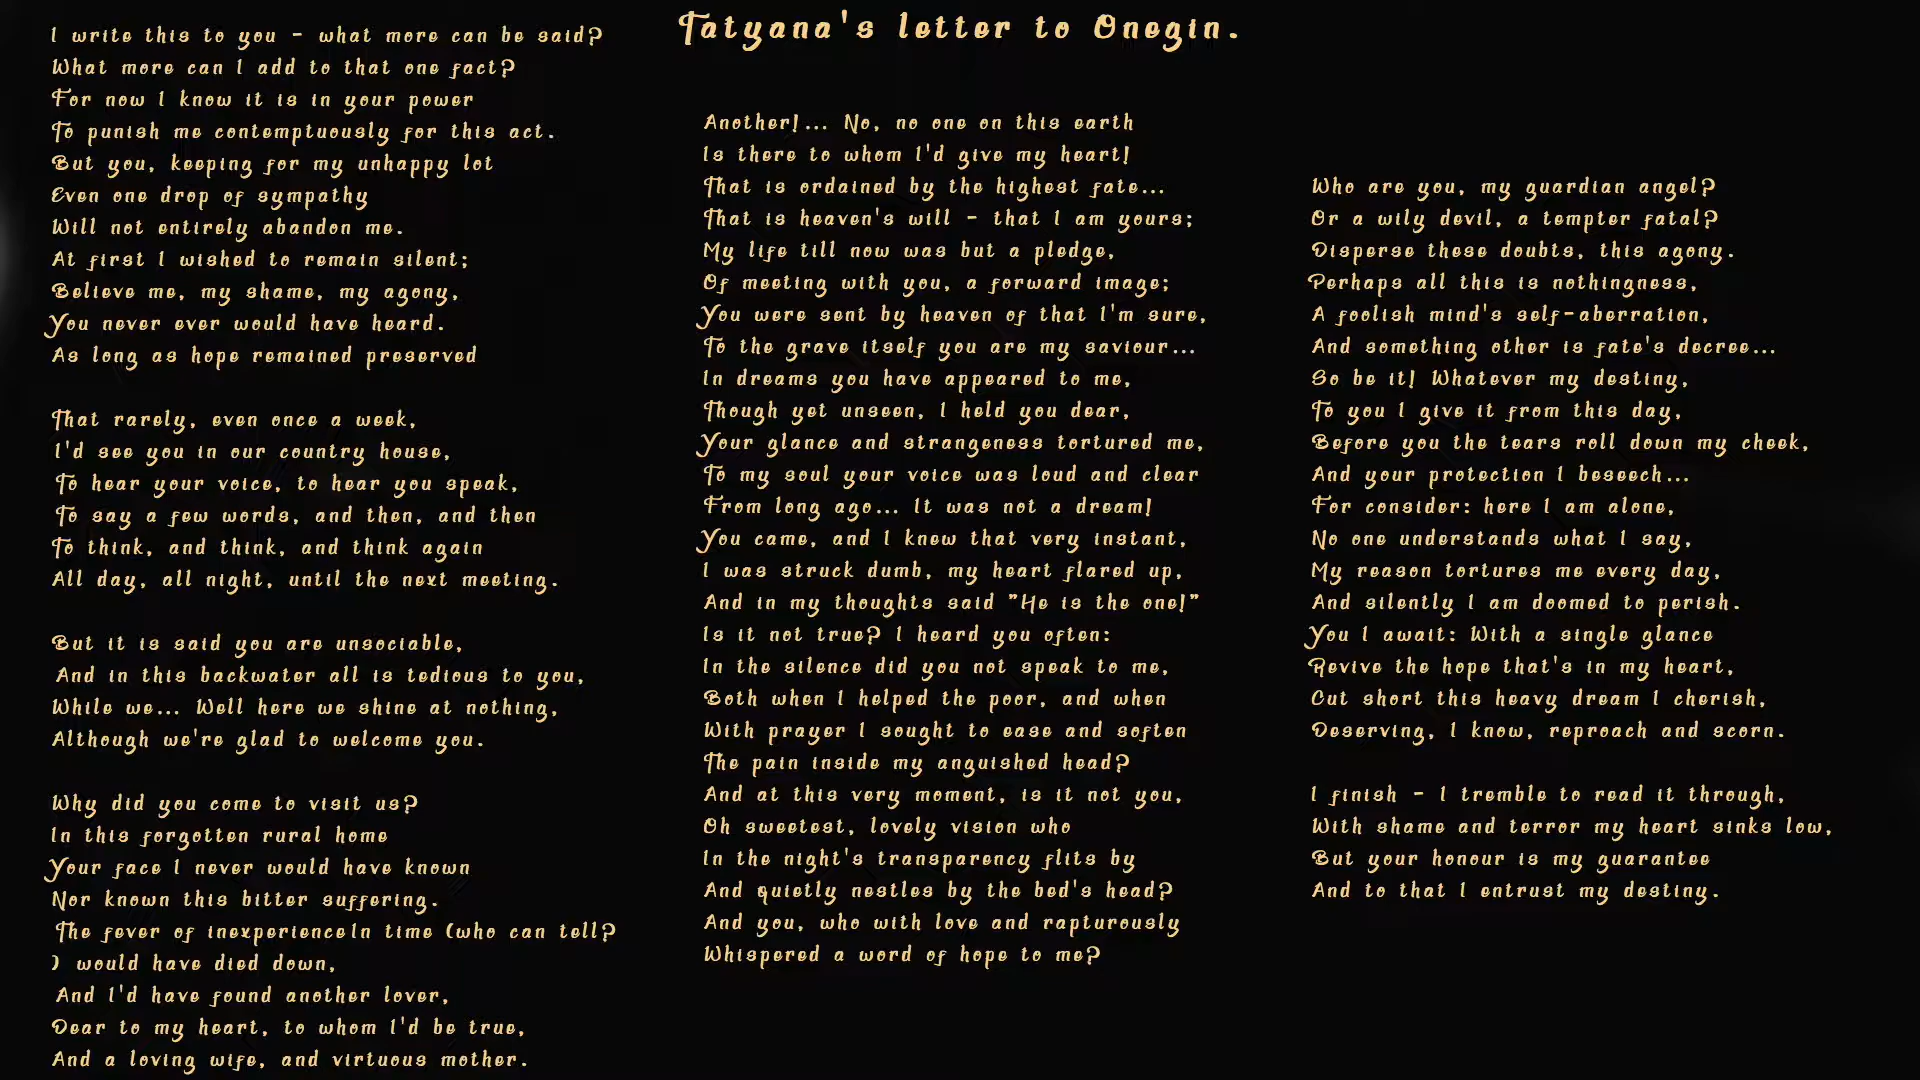 Tatyana's letter to Onegin.
I write this to you - what more can be said?
What more can I add to that one fact?
For now I know it is in your power
To punish me contemptuously for this act.
But you, keeping for my unhappy lot
Even one drop of sympathy
Will not entirely abandon me.
At first I wished to remain silent;
Believe me, my shame, my agony,
You never ever would have heard.
As long as hope remained preserved
That rarely, even once a week,
I'd see you in our country house,
To hear your voice, to hear you speak,
To say a few words, and then, and then
To think, and think, and think again
All day, all night, until the next meeting.
But it is said you are unsociable,
And in this backwater all is tedious to you,
While we... Well here we shine at nothing,
Although we're glad to welcome you.
Why did you come to visit us?
In this forgotten rural home
Your face I never would have known
Nor known this bitter suffering.
The fever of inexperienceIn time (who can tell?
) would have died down,
And I'd have found another lover,
Dear to my heart, to whom I'd be true,
And a loving wife, and virtuous mother.
Another!... No, no one on this earth
Is there to whom I'd give my heart!
That is ordained by the highest fate...
That is heaven's will - that I am yours;
My life till now was but a pledge,
Of meeting with you, a forward image;
You were sent by heaven of that I'm sure,
To the grave itself you are my saviour...
In dreams you have appeared to me,
Though yet unseen, I held you dear,
Your glance and strangeness tortured me,
To my soul your voice was loud and clear
From long ago... It was not a dream!
You came, and I knew that very instant,
I was struck dumb, my heart flared up,
And in my thoughts said "He is the one!"
Is it not true? I heard you often:
In the silence did you not speak to me,
Both when I helped the poor, and when
With prayer I sought to ease and soften
The pain inside my anguished head?
And at this very moment, is it not you,
Oh sweetest, lovely vision who
In the night's transparency flits by
And quietly nestles by the bed's head?
And you, who with love and rapturously
Whispered a word of hope to me?
Who are you, my guardian angel?
Or a wily devil, a tempter fatal?
Disperse these doubts, this agony.
Perhaps all this is nothingness,
A foolish mind's self-aberration,
And something other is fate's decree...
So be it! Whatever my destiny,
To you I give it from this day,
Before you the tears roll down my cheek,
And your protection I beseech...
For consider: here I am alone,
No one understands what I say,
My reason tortures me every day,
And silently I am doomed to perish.
You I await: With a single glance
Revive the hope that's in my heart,
Cut short this heavy dream I cherish,
Deserving, I know, reproach and scorn.
I finish - I tremble to read it through,
With shame and terror my heart sinks low,
But your honour is my guarantee
And to that I entrust my destiny.